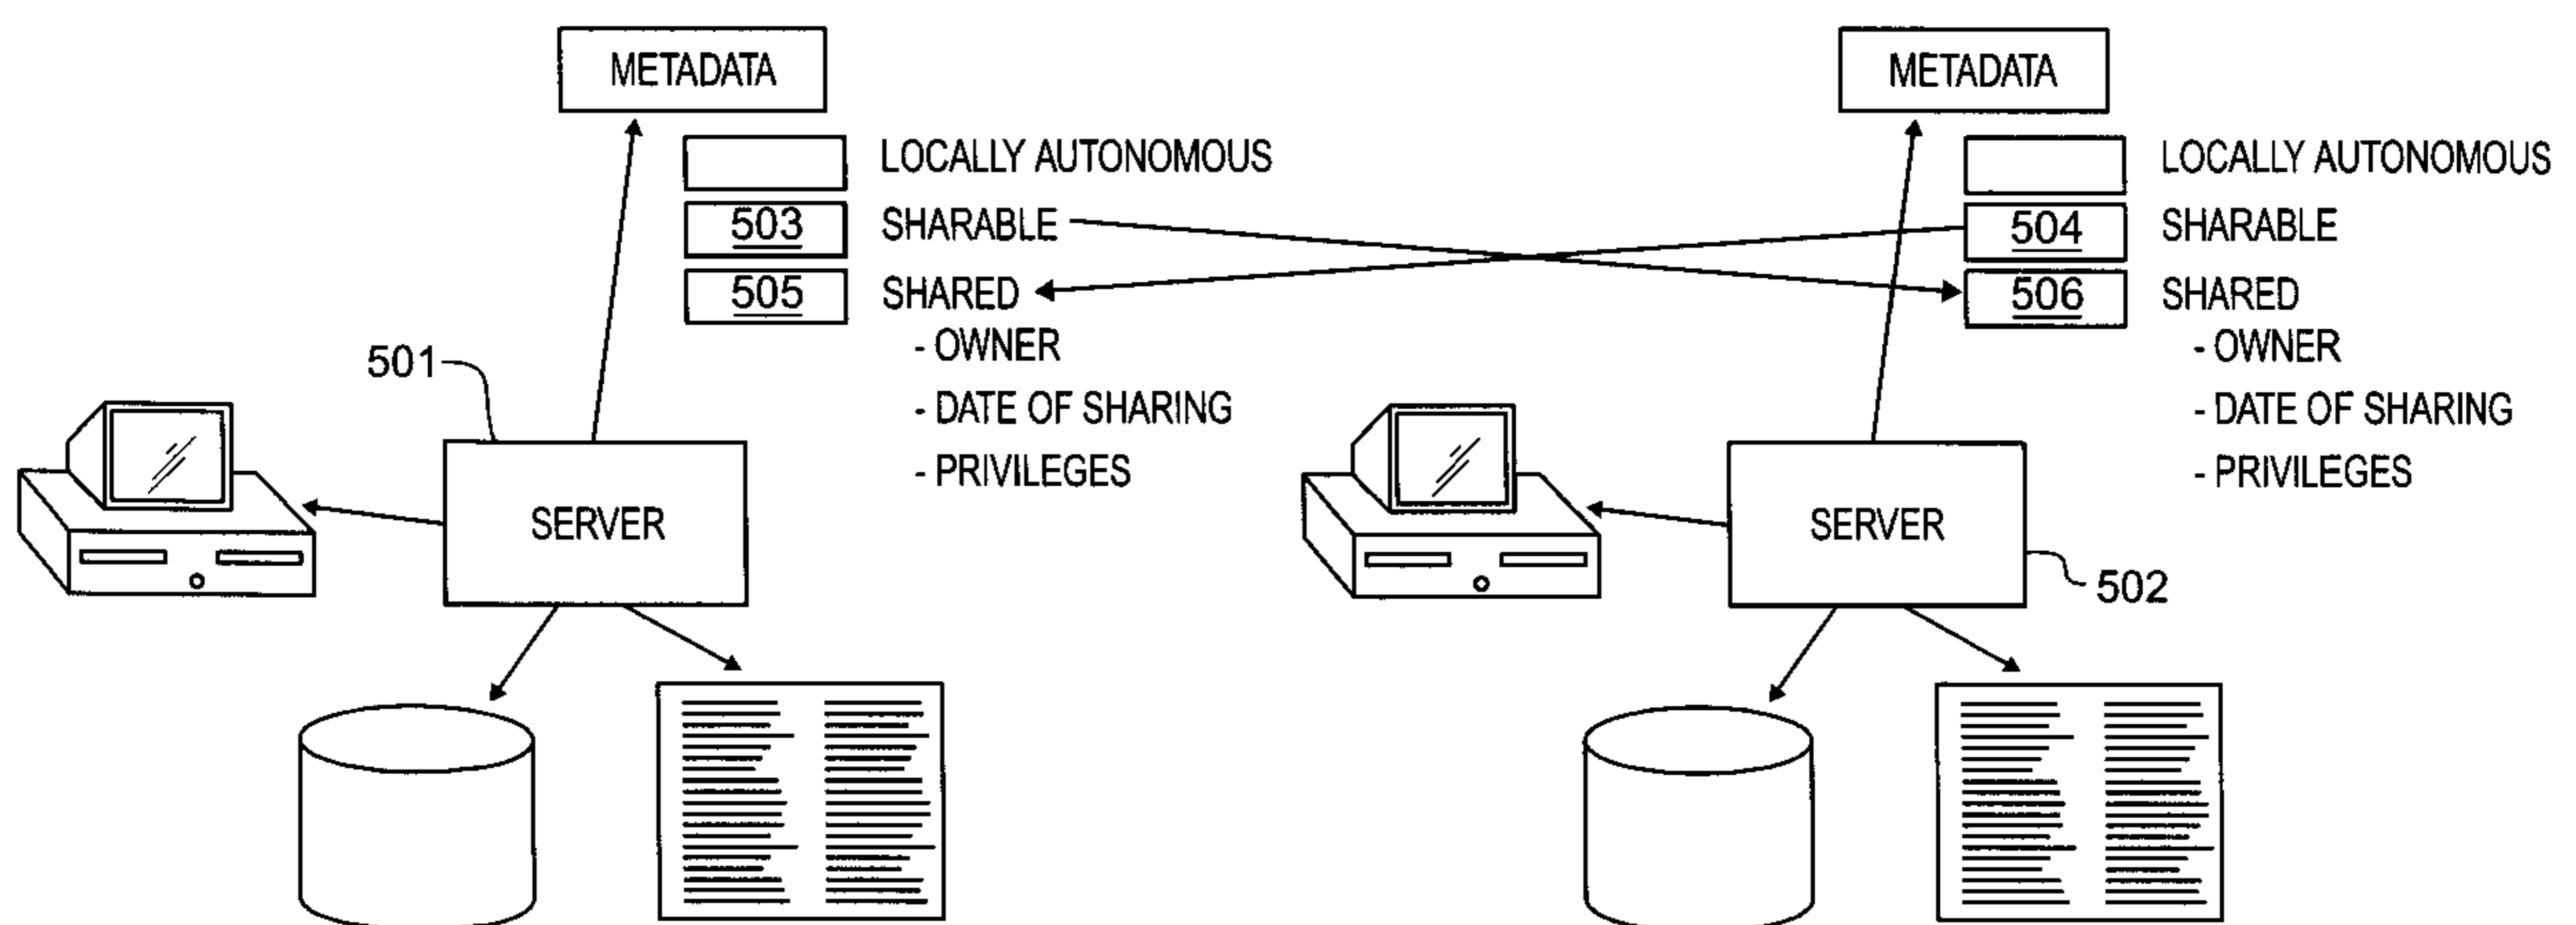 METADATA
LOCALLY AUTONOMOUS
503 SHARABLE
505 SHARED
- OWNER
- DATE OF SHARING
- PRIVILEGES
501
SERVER
METADATA
LOCALLY AUTONOMOUS
504 SHARABLE
506 SHARED
- OWNER
- DATE OF SHARING
- PRIVILEGES
SERVER
502